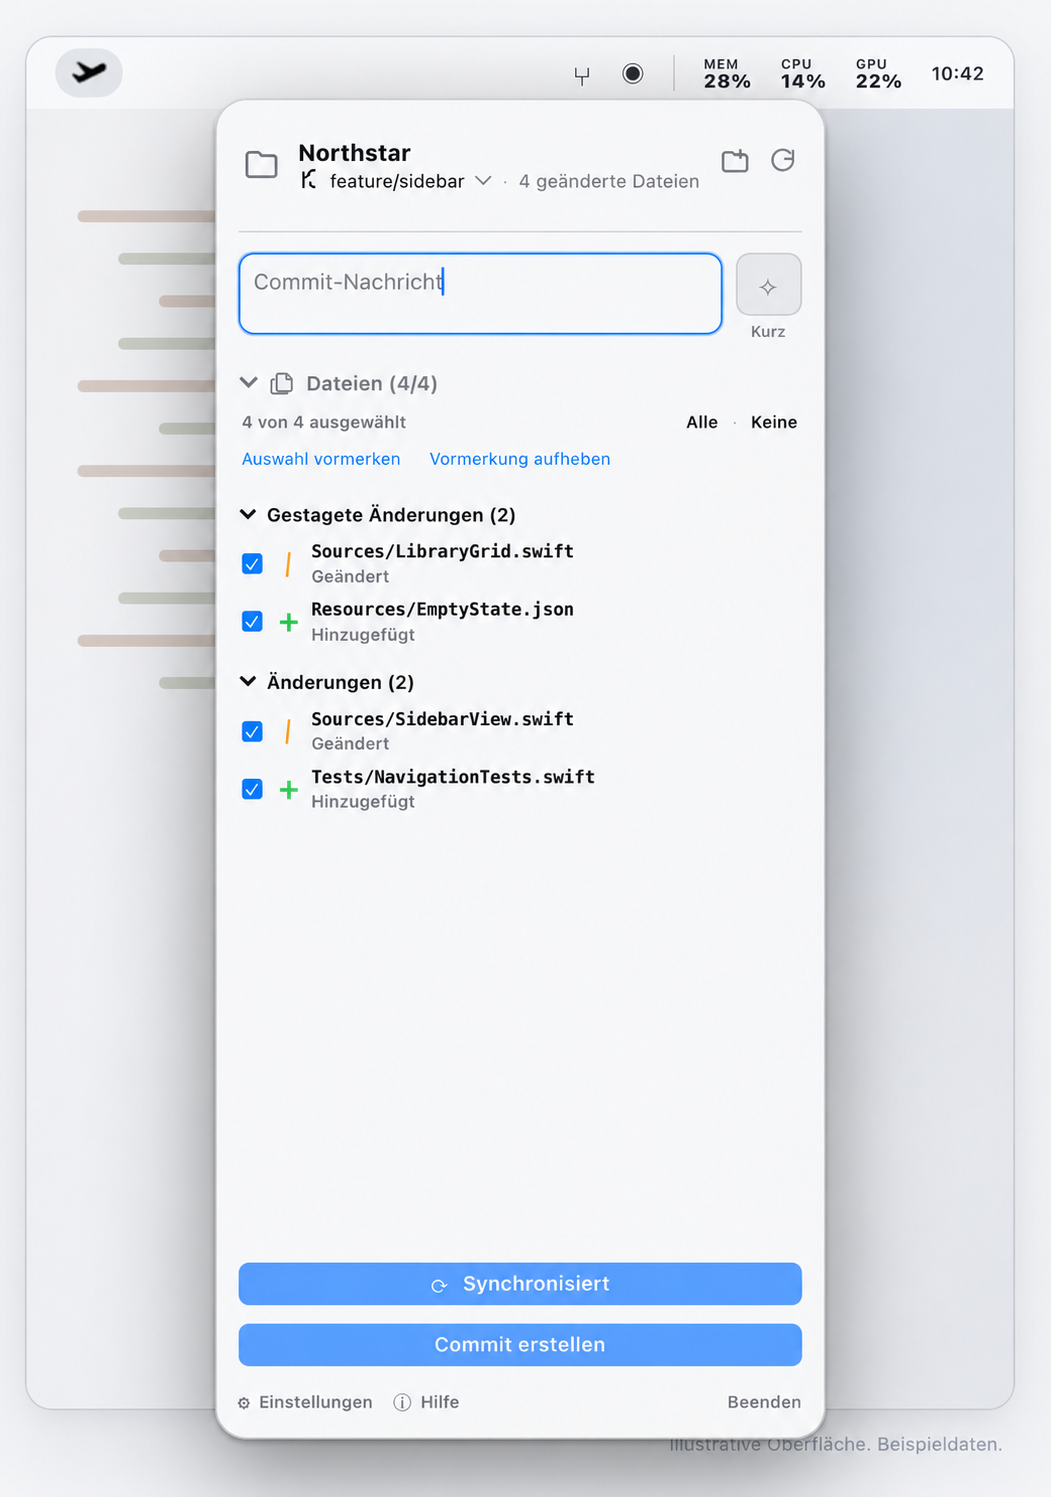 MEM CPU GPU
28% 14% 22% 10:42
Northstar
feature/sidebar · 4 geänderte Dateien
Commit-Nachricht
Kurz
Dateien (4/4)
4 von 4 ausgewählt Alle · Keine
Auswahl vormerken Vormerkung aufheben
Gestagete Änderungen (2)
Sources/LibraryGrid.swift
Geändert
Resources/EmptyState.json
Hinzugefügt
Änderungen (2)
Sources/SidebarView.swift
Geändert
Tests/NavigationTests.swift
Hinzugefügt
Synchronisiert
Commit erstellen
Einstellungen Hilfe Beenden
Illustrative Oberfläche. Beispieldaten.